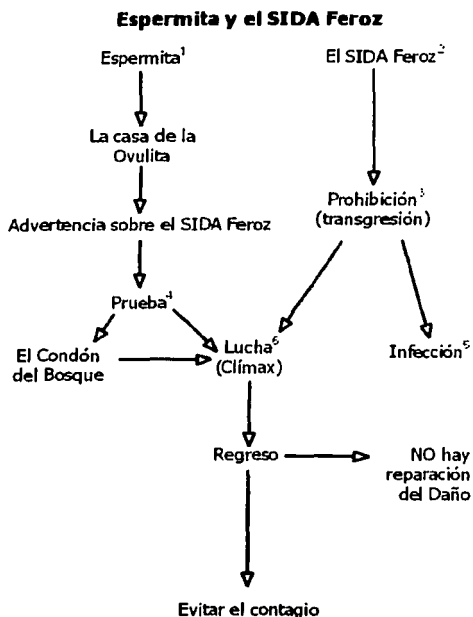 Espermita y el SIDA Feroz
Espermita¹
El SIDA Feroz²
La casa de la
Ovulita
Prohibición³
(transgresión)
Advertencia sobre el SIDA Feroz
Prueba⁴
El Condón
del Bosque
Lucha⁶
(Clímax)
Infección⁵
Regreso
NO hay
reparación
del Daño
Evitar el contagio